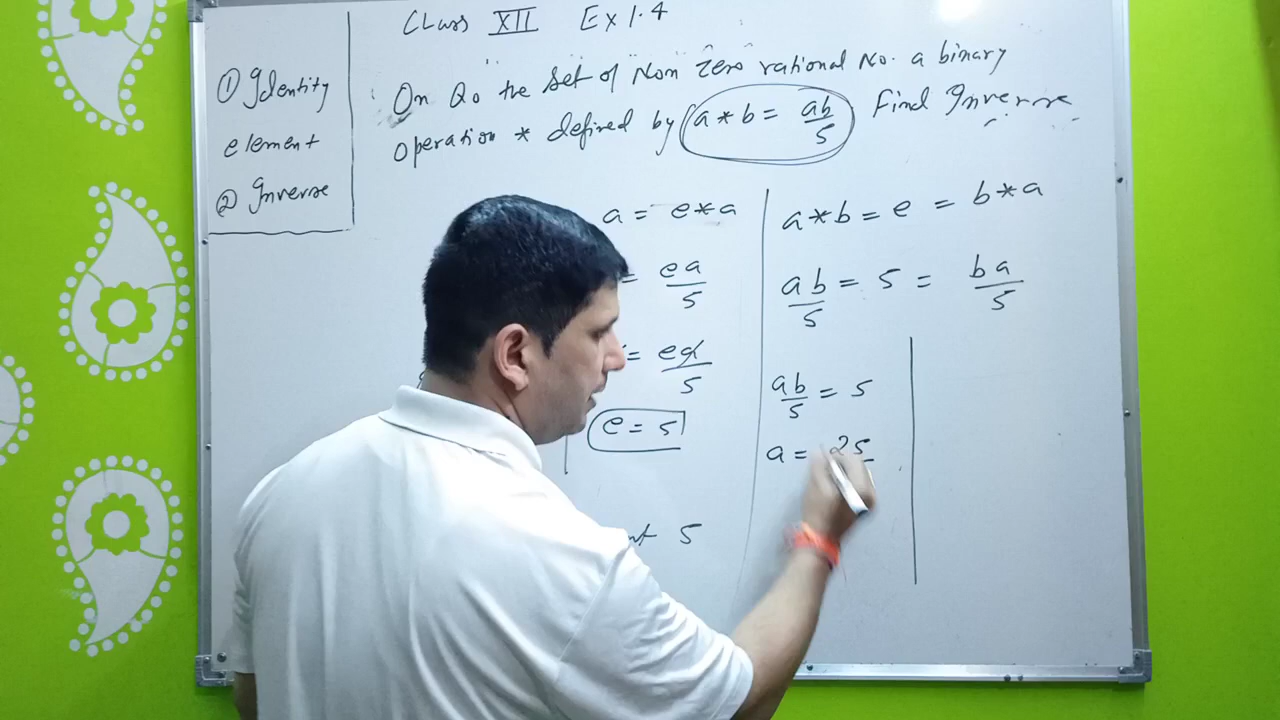 Class XII Ex 1.4
① Identity
element
② Inverse
On Q₀ the set of Non zero rational No. a binary
operation * defined by a * b = ab/5 Find Inverse
a = e*a
= ea/5
= ea/5
e = 5
5
a*b = e = b*a
ab/5 = 5 = ba/5
ab/5 = 5
a = 25